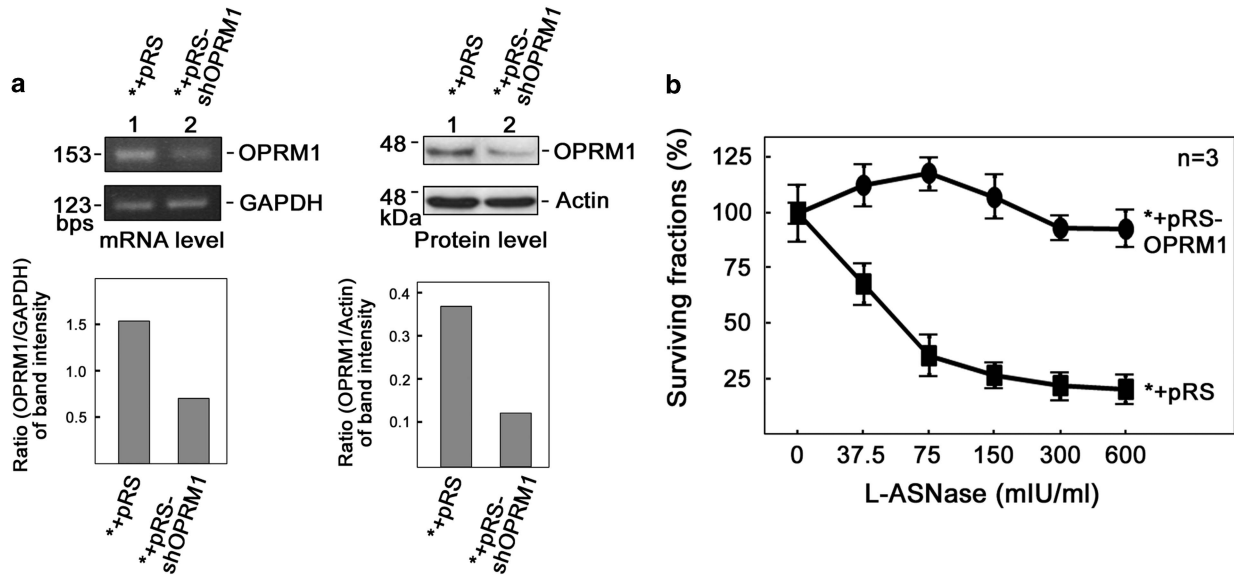 a
*+pRS
*+pRS-
shOPRM1
1 2
153 OPRM1
123 GAPDH
bps
mRNA level
Ratio (OPRM1/GAPDH)
of band intensity
1.5
1.0
0.5
*+pRS
*+pRS-
shOPRM1
*+pRS
*+pRS-
shOPRM1
1 2
48 OPRM1
48 Actin
kDa
Protein level
Ratio (OPRM1/Actin)
of band intensity
0.4
0.3
0.2
0.1
*+pRS
*+pRS-
shOPRM1
b
n=3
Surviving fractions (%)
125
100
75
50
25
*+pRS-
OPRM1
*+pRS
0 37.5 75 150 300 600
L-ASNase (mIU/ml)